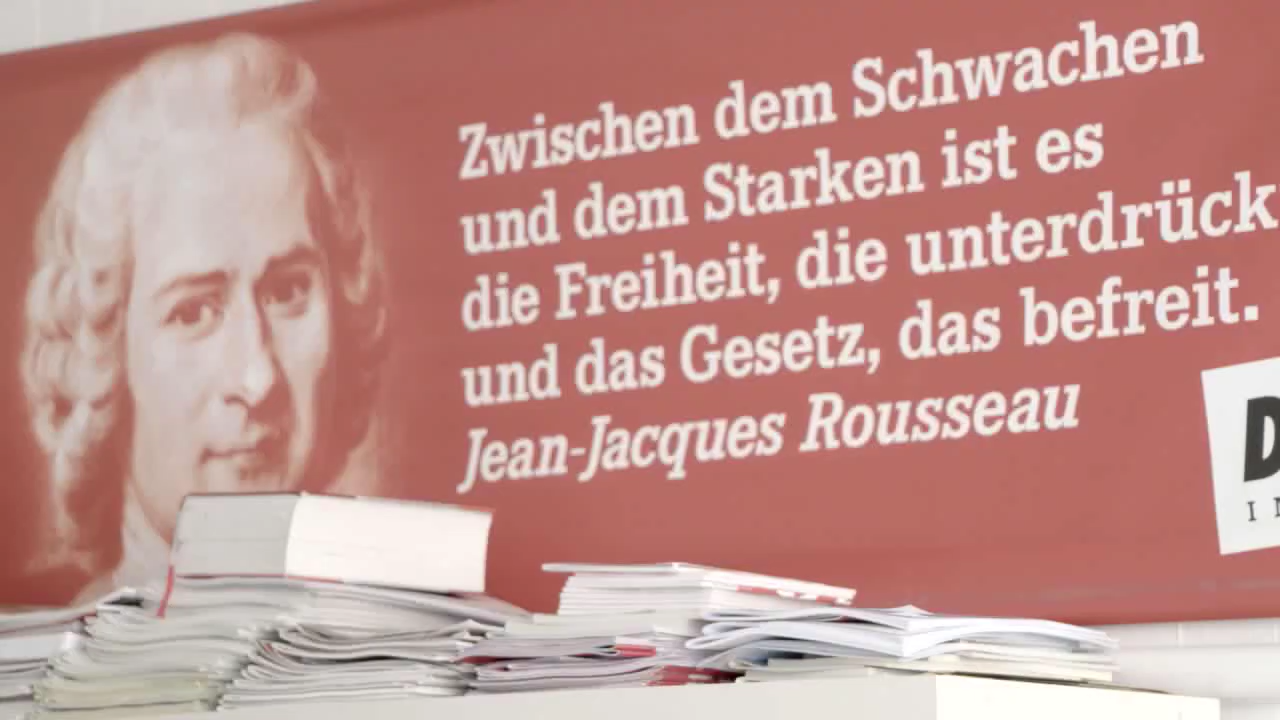 Zwischen dem Schwachen
und dem Starken ist es
die Freiheit, die unterdrück
und das Gesetz, das befreit.
Jean-Jacques Rousseau
D
I